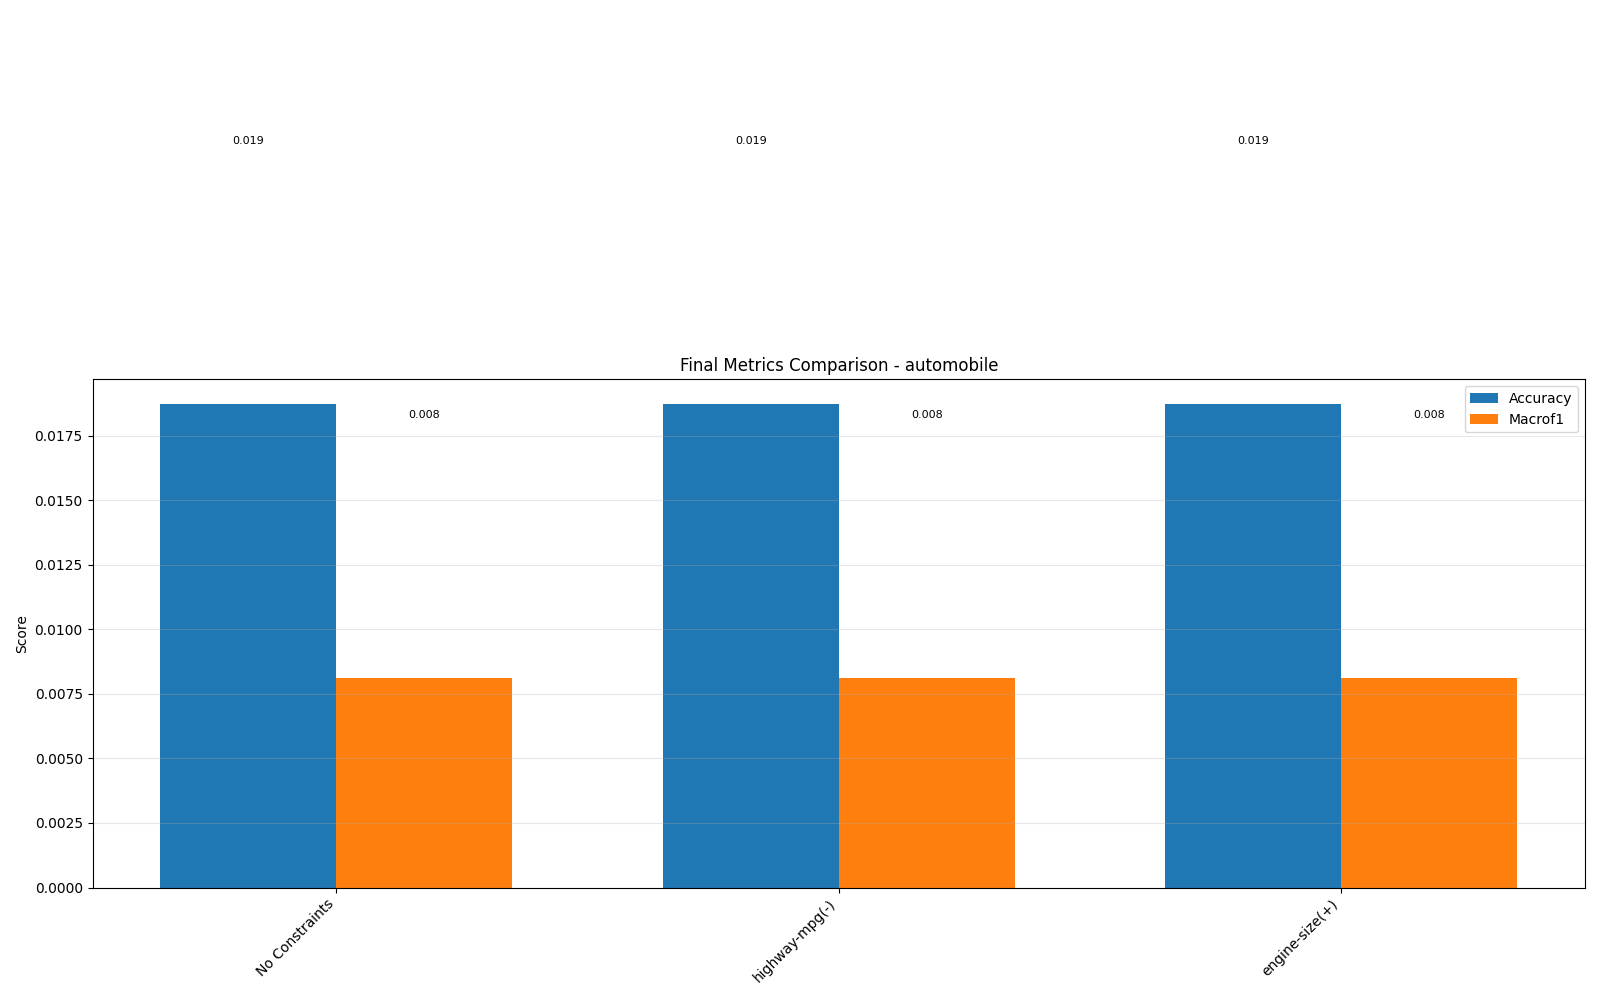 0.019 0.019 0.019
Final Metrics Comparison - automobile
Accuracy
Macrof1
0.008 0.008 0.008
0.0175
0.0150
0.0125
0.0100
0.0075
0.0050
0.0025
0.0000
Score
No Constraints
highway-mpg(-)
engine-size(+)